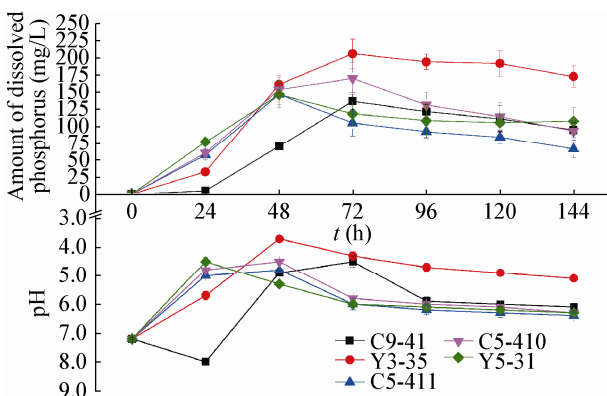 Amount of dissolved
phosphorus (mg/L)
250
225
200
175
150
125
100
75
50
25
0
0 24 48 72 96 120 144
t (h)
pH
3.0
4.0
5.0
6.0
7.0
8.0
9.0
C9-41 C5-410
Y3-35 Y5-31
C5-411